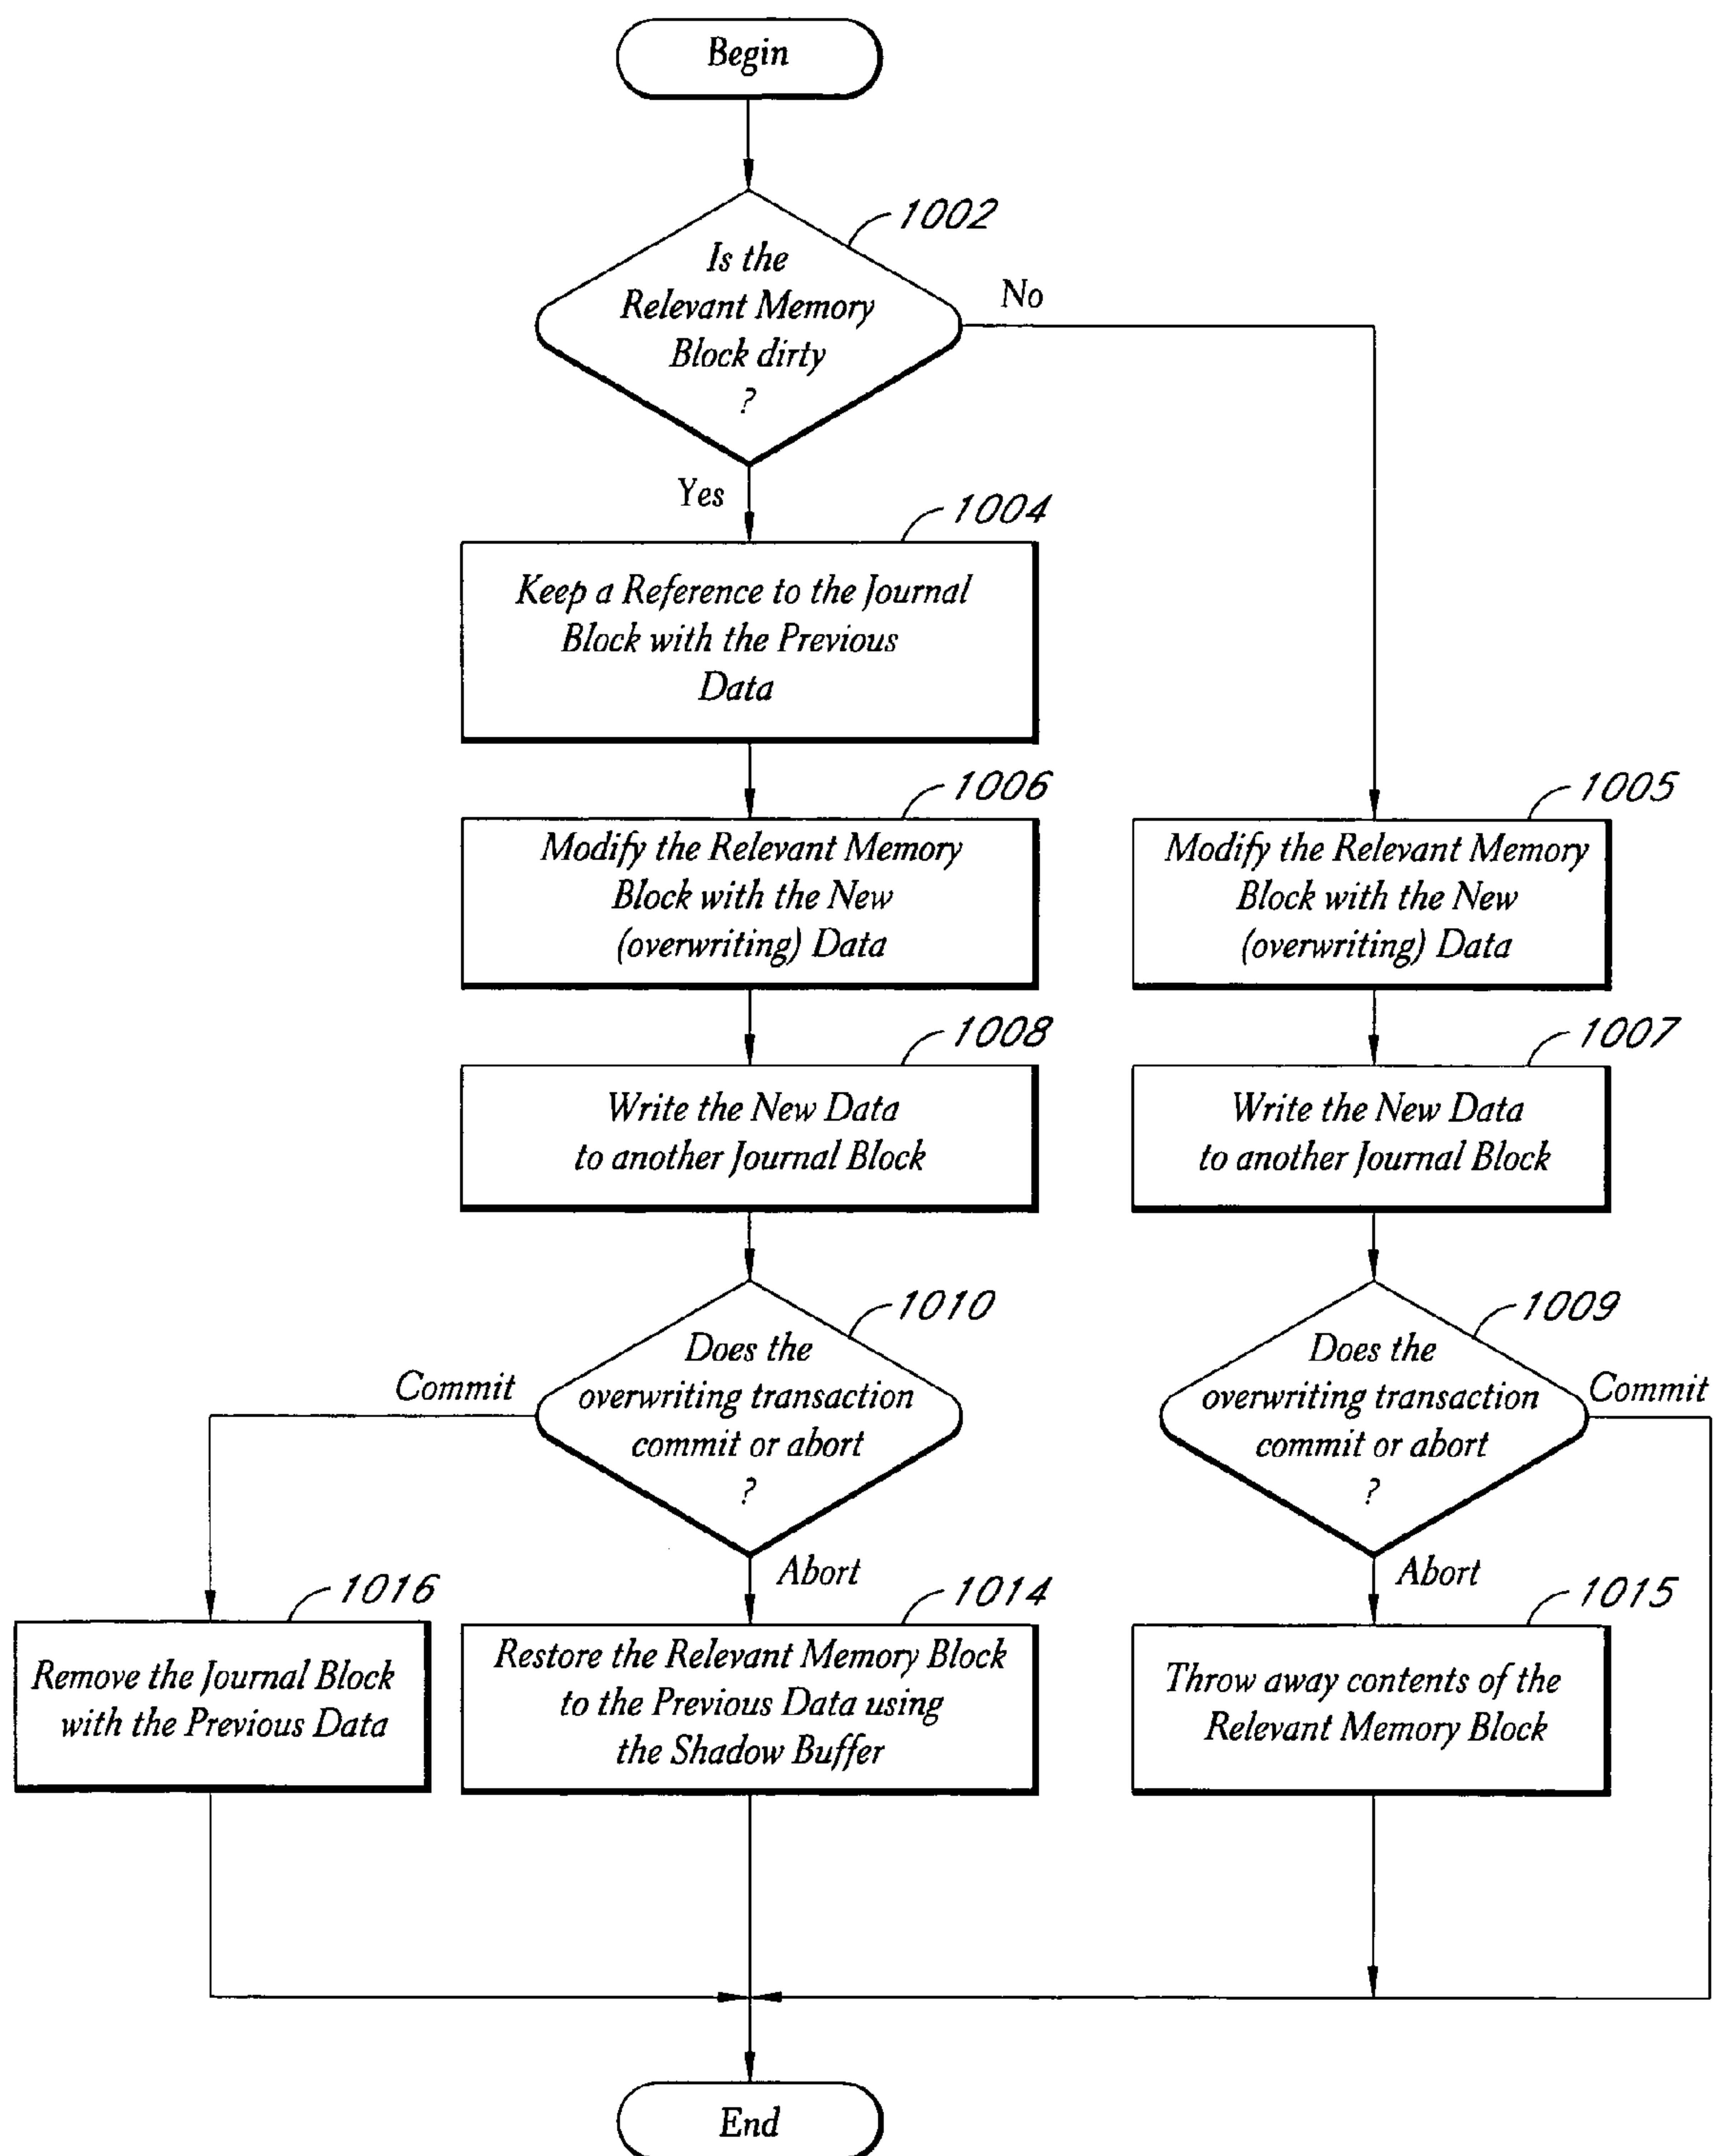 Begin
1002
Is the
Relevant Memory
Block dirty
?
No
Yes
1004
Keep a Reference to the Journal
Block with the Previous
Data
1006
Modify the Relevant Memory
Block with the New
(overwriting) Data
1005
Modify the Relevant Memory
Block with the New
(overwriting) Data
1008
Write the New Data
to another Journal Block
1007
Write the New Data
to another Journal Block
1010
Does the
overwriting transaction
commit or abort
?
Commit
Abort
1009
Does the
overwriting transaction
commit or abort
?
Commit
Abort
1016
Remove the Journal Block
with the Previous Data
1014
Restore the Relevant Memory Block
to the Previous Data using
the Shadow Buffer
1015
Throw away contents of the
Relevant Memory Block
End